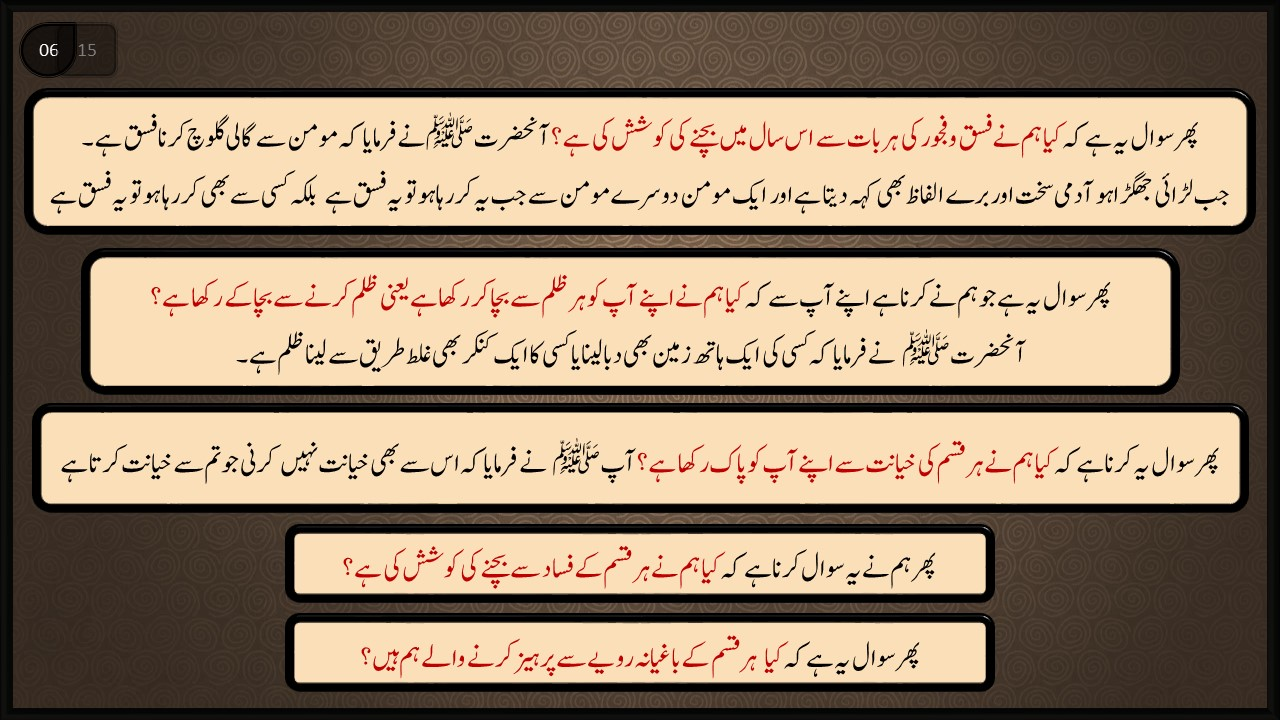 06 15
پھر سوال یہ ہے کہ کیا ہم نے فسق و فجور کی ہر بات سے اس سال میں بچنے کی کوشش کی ہے؟ آنحضرت ﷺ نے فرمایا کہ مومن سے گالی گلوچ کرنا فسق ہے۔
جب لڑائی جھگڑا ہو آدمی سخت اور برے الفاظ بھی کہہ دیتا ہے اور ایک مومن دوسرے مومن سے جب یہ کر رہا ہو تو یہ فسق ہے بلکہ کسی سے بھی کر رہا ہو تو یہ فسق ہے
پھر سوال یہ ہے جو ہم نے کرنا ہے اپنے آپ سے کہ کیا ہم نے اپنے آپ کو ہر ظلم سے بچا کر رکھا ہے یعنی ظلم کرنے سے بچا کے رکھا ہے؟
آنحضرت ﷺ نے فرمایا کہ کسی کی ایک ہاتھ زمین بھی دبا لینا یا کسی کا ایک کنکر بھی غلط طریق سے لینا ظلم ہے۔
پھر سوال یہ کرنا ہے کہ کیا ہم نے ہر قسم کی خیانت سے اپنے آپ کو پاک رکھا ہے؟ آپ ﷺ نے فرمایا کہ اس سے بھی خیانت نہیں کرنی جو تم سے خیانت کرتا ہے
پھر ہم نے یہ سوال کرنا ہے کہ کیا ہم نے ہر قسم کے فساد سے بچنے کی کوشش کی ہے؟
پھر سوال یہ ہے کہ کیا ہر قسم کے باغیانہ رویے سے پرہیز کرنے والے ہم ہیں؟